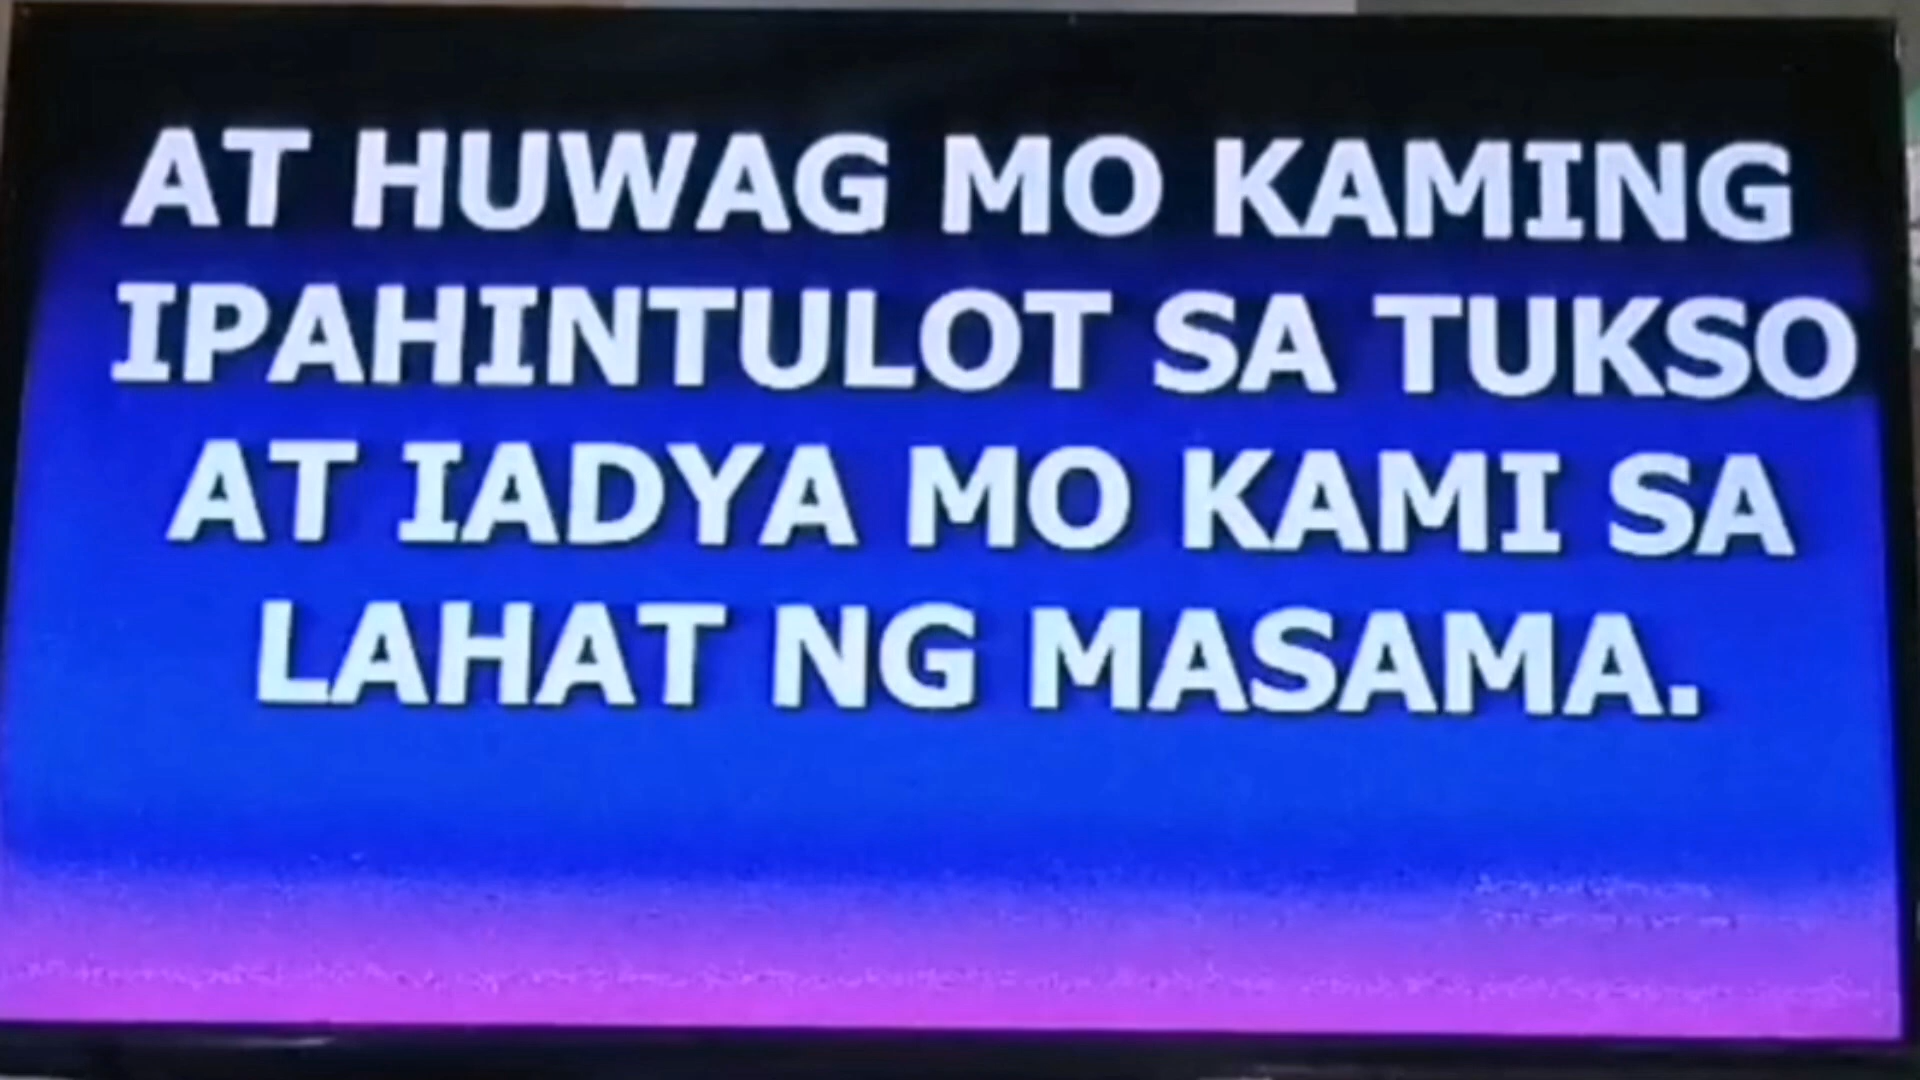 AT HUWAG MO KAMING
IPAHINTULOT SA TUKSO
AT IADYA MO KAMI SA
LAHAT NG MASAMA.